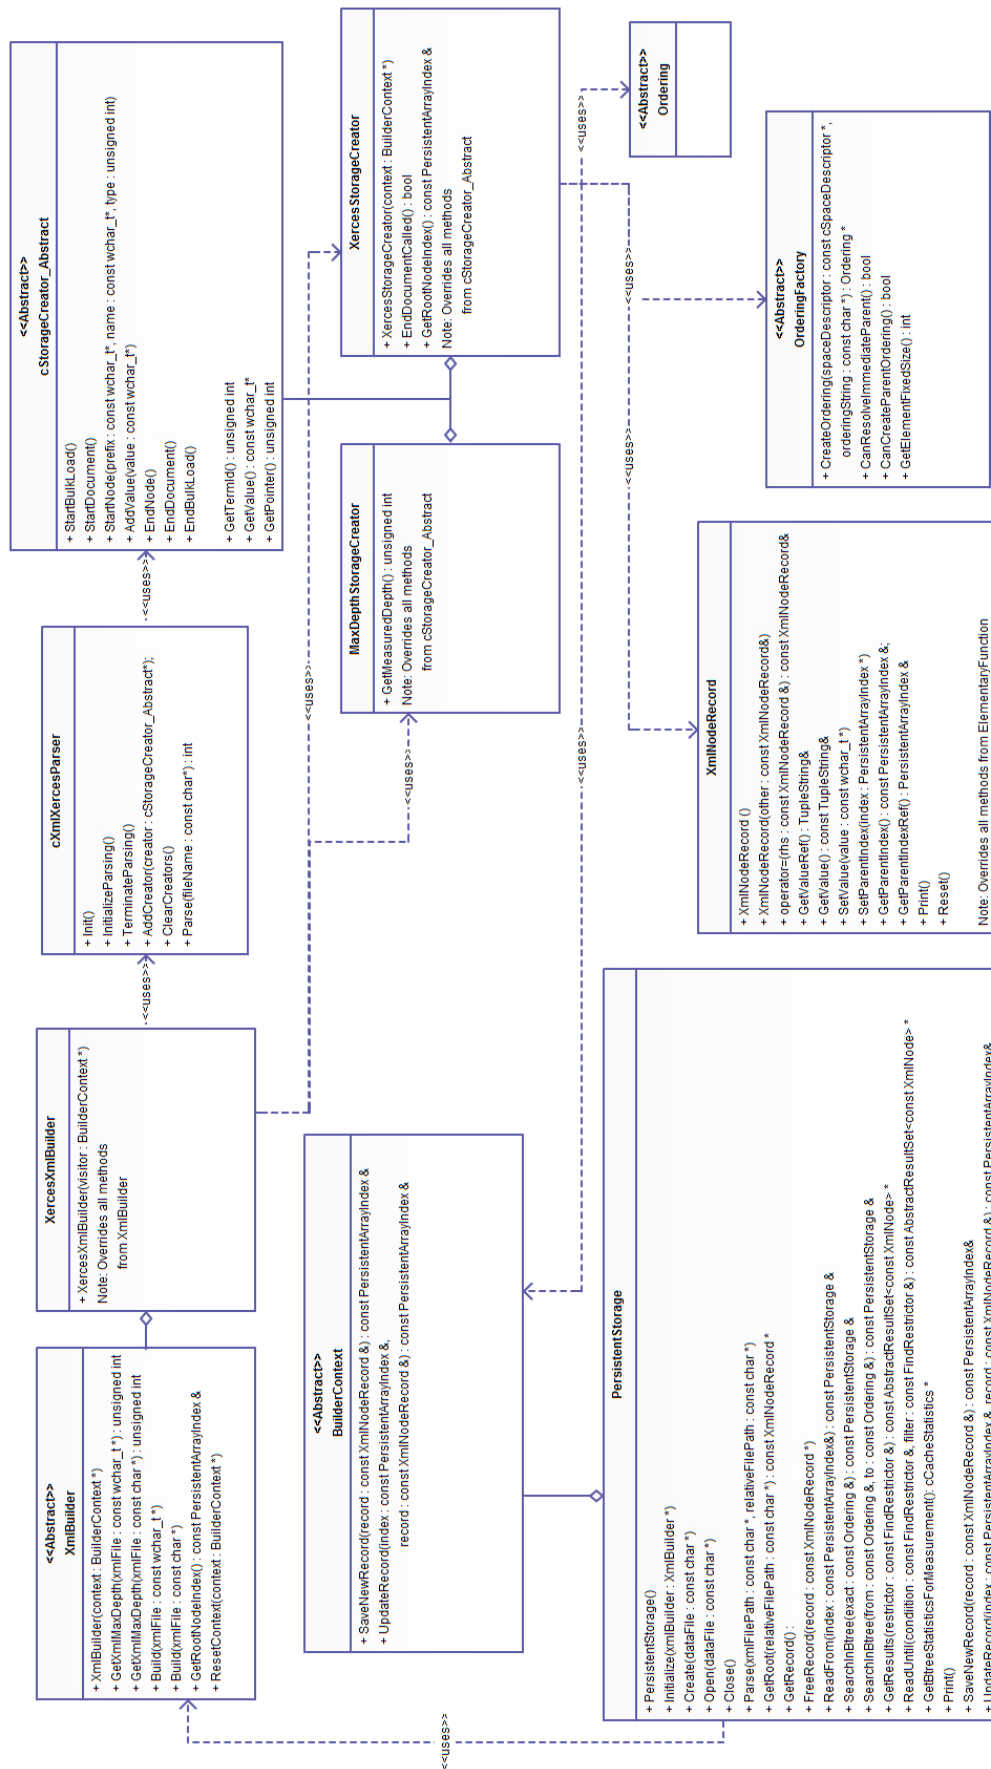 <<Abstract>>
XmlBuilder
+ XmlBuilder(context : BuilderContext *)
+ GetXmlMaxDepth(xmlFile : const wchar_t *) : unsigned int
+ GetXmlMaxDepth(xmlFile : const char *) : unsigned int
+ Build(xmlFile : const wchar_t *)
+ Build(xmlFile : const char *)
+ GetRootNodeIndex() : const PersistentArrayIndex &
+ ResetContext(context : BuilderContext *)
XercesXmlBuilder
+ XercesXmlBuilder(visitor : BuilderContext *)
Note: Overrides all methods
from XmlBuilder
<<uses>>
cXmlXercesParser
+ Init()
+ InitializeParsing()
+ TerminateParsing()
+ AddCreator(creator : cStorageCreator_Abstract*);
+ ClearCreators()
+ Parse(fileName : const char*) : int
<<uses>>
<<Abstract>>
cStorageCreator_Abstract
+ StartBulkLoad()
+ StartDocument()
+ StartNode(prefix : const wchar_t*, name : const wchar_t*, type : unsigned int)
+ AddValue(value : const wchar_t*)
+ EndNode()
+ EndDocument()
+ EndBulkLoad()
+ GetTermId() : unsigned int
+ GetValue() : const wchar_t*
+ GetPointer() : unsigned int
<<uses>>
<<uses>>
<<Abstract>>
BuilderContext
+ SaveNewRecord(record : const XmlNodeRecord &) : const PersistentArrayIndex &
+ UpdateRecord(index : const PersistentArrayIndex &,
record : const XmlNodeRecord &) : const PersistentArrayIndex &
MaxDepthStorageCreator
+ GetMeasuredDepth() : unsigned int
Note: Overrides all methods
from cStorageCreator_Abstract
XercesStorageCreator
+ XercesStorageCreator(context : BuilderContext *)
+ EndDocumentCalled() : bool
+ GetRootNodeIndex() : const PersistentArrayIndex &
Note: Overrides all methods
from cStorageCreator_Abstract
<<uses>>
<<uses>>
<<uses>>
<<uses>>
<<uses>>
<<Abstract>>
Ordering
PersistentStorage
+ PersistentStorage()
+ Initialize(xmlBuilder : XmlBuilder *)
+ Create(dataFile : const char *)
+ Open(dataFile : const char *)
+ Close()
+ Parse(xmlFilePath : const char *, relativeFilePath : const char *)
+ GetRoot(relativeFilePath : const char *) : const XmlNodeRecord *
+ GetRecord() :
+ FreeRecord(record : const XmlNodeRecord *)
+ ReadFrom(index : const PersistentArrayIndex&) : const PersistentStorage &
+ SearchInBtree(exact : const Ordering &) : const PersistentStorage &
+ SearchInBtree(from : const Ordering &, to : const Ordering &) : const PersistentStorage &
+ GetResults(restrictor : const FindRestrictor &) : const AbstractResultSet<const XmlNode> *
+ ReadUntil(condiition : const FindRestrictor &, filter : const FindRestrictor &) : const AbstractResultSet<const XmlNode> *
+ GetBtreeStatisticsForMeasurement() : cCacheStatistics *
+ Print()
+ SaveNewRecord(record : const XmlNodeRecord &) : const PersistentArrayIndex&
+ UpdateRecord(index : const PersistentArrayIndex &, record : const XmlNodeRecord &) : const PersistentArrayIndex&
XmlNodeRecord
+ XmlNodeRecord ()
+ XmlNodeRecord(other : const XmlNodeRecord&)
+ operator=(rhs : const XmlNodeRecord &) : const XmlNodeRecord&
+ GetValueRef() : TupleString&
+ GetValue() : const TupleString&
+ SetValue(value : const wchar_t *)
+ SetParentIndex(index : PersistentArrayIndex *)
+ GetParentIndex() : const PersistentArrayIndex &;
+ GetParentIndexRef() : PersistentArrayIndex &
+ Print()
+ Reset()
Note: Overrides all methods from ElementaryFunction
<<Abstract>>
OrderingFactory
+ CreateOrdering(spaceDescriptor : const cSpaceDescriptor *,
orderingString : const char *) : Ordering *
+ CanResolveImmediateParent() : bool
+ CanCreateParentOrdering() : bool
+ GetElementFixedSize() : int